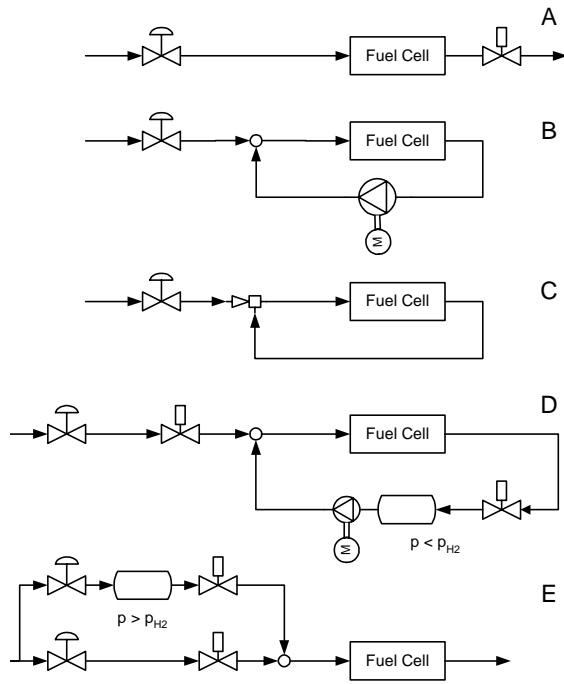 A
Fuel Cell
B
Fuel Cell
M
C
Fuel Cell
D
Fuel Cell
M
p < pH2
E
p > pH2
Fuel Cell